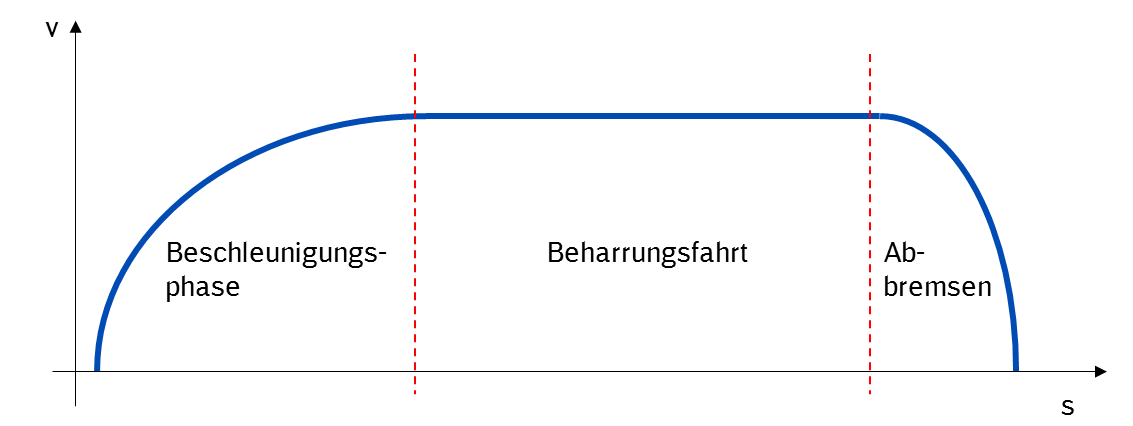 v
Beschleunigungs-
phase
Beharrungsfahrt
Ab-
bremsen
s